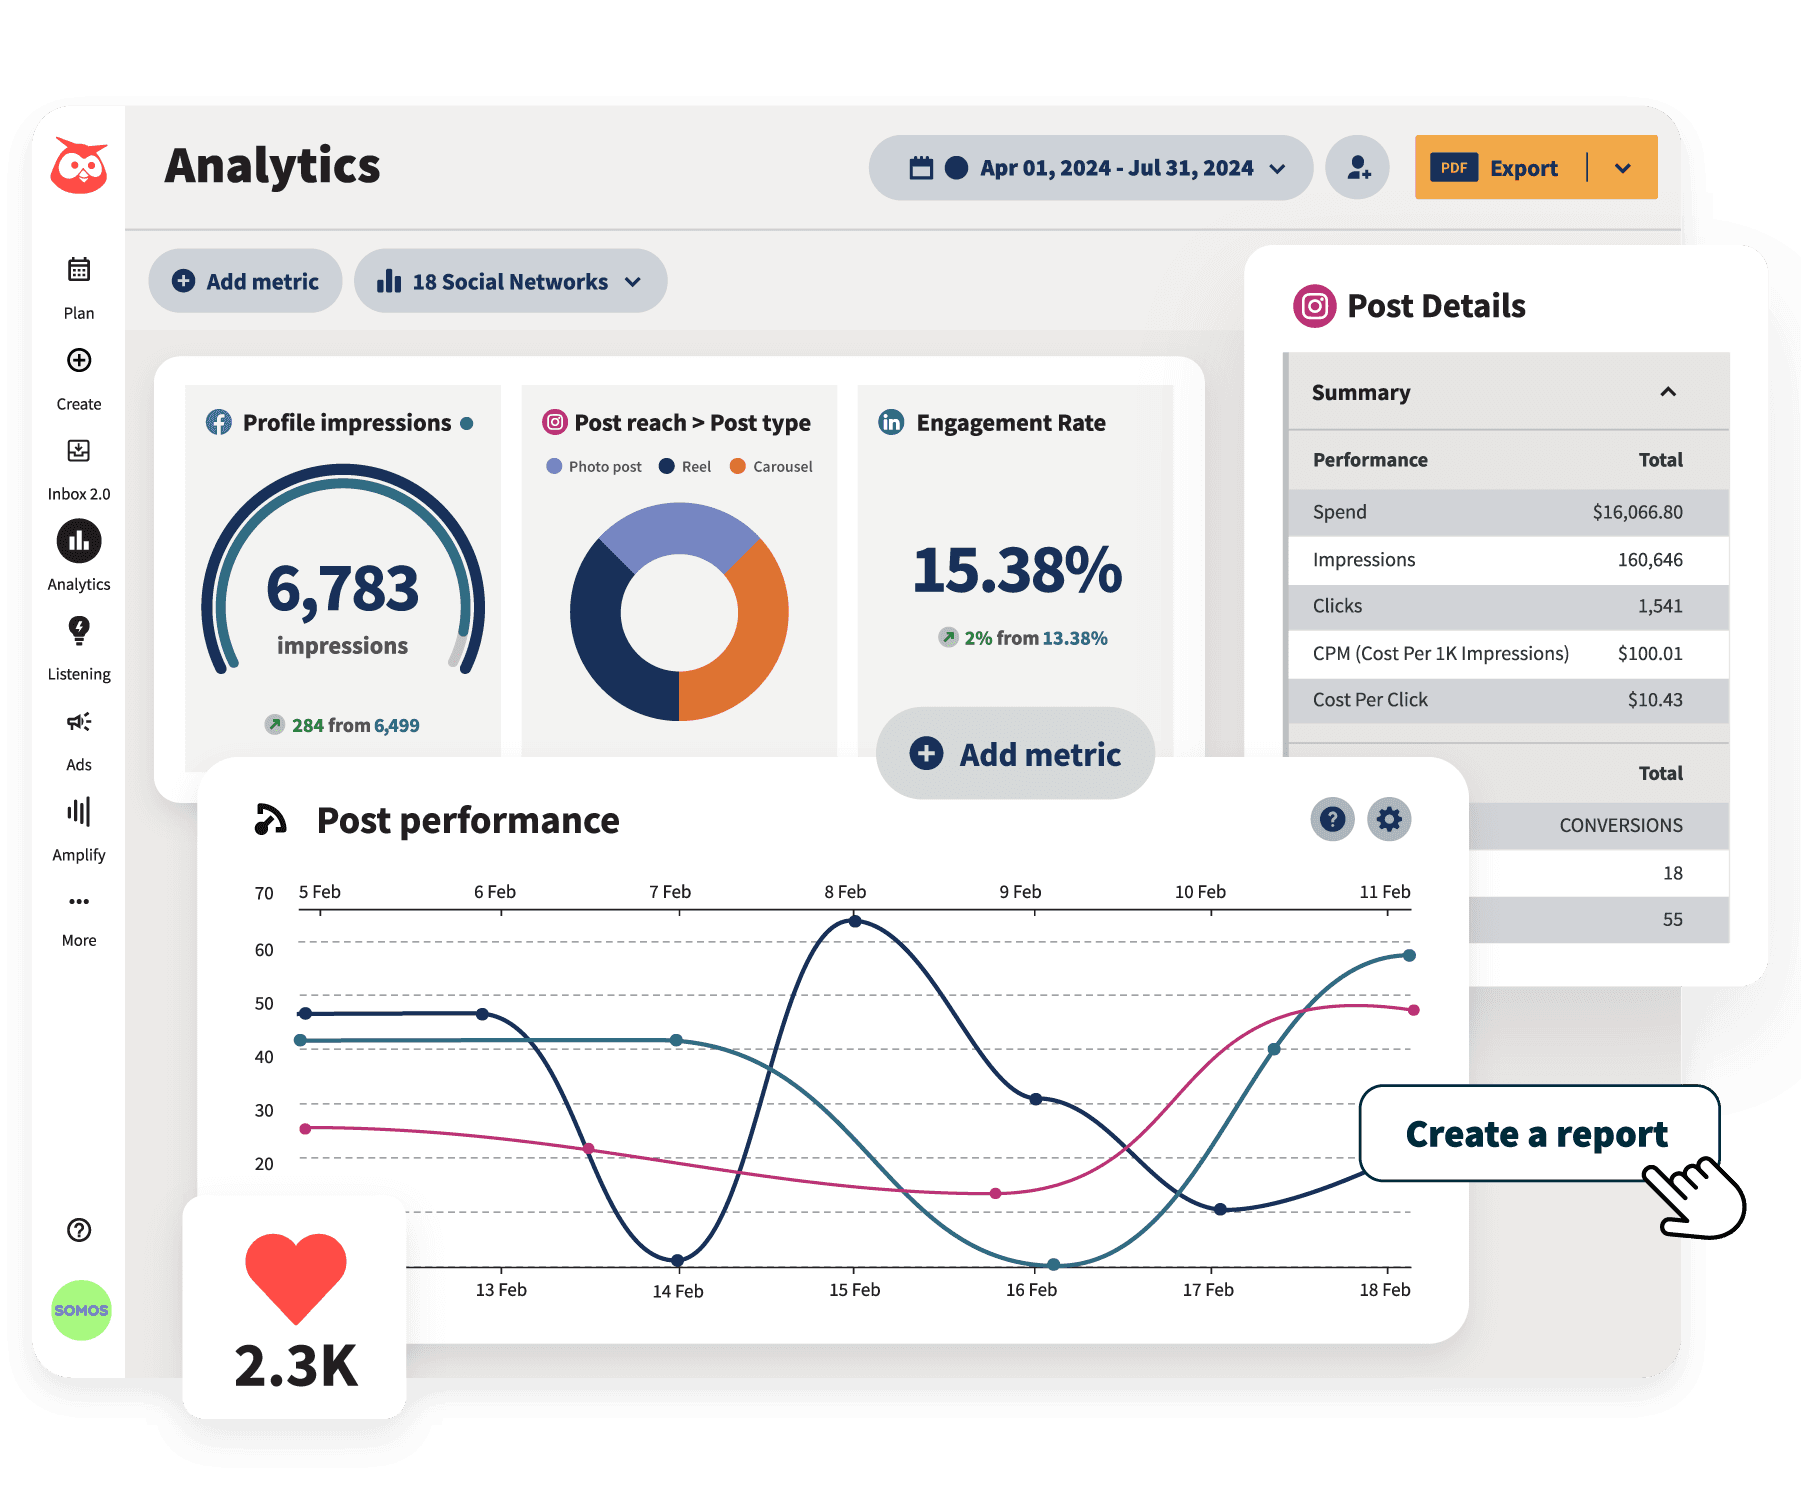 Analytics
Apr 01, 2024 - Jul 31, 2024
PDF Export
Add metric
18 Social Networks
Plan
Create
Inbox 2.0
Analytics
Listening
Ads
Amplify
More
SOMOS
Profile impressions
6,783
impressions
284 from 6,499
Post reach > Post type
Photo post Reel Carousel
Engagement Rate
15.38%
2% from 13.38%
Add metric
Post Details
Summary
Performance Total
Spend $16,066.80
Impressions 160,646
Clicks 1,541
CPM (Cost Per 1K Impressions) $100.01
Cost Per Click $10.43
Total
CONVERSIONS
18
55
Post performance
70 5 Feb 6 Feb 7 Feb 8 Feb 9 Feb 10 Feb 11 Feb
60
50
40
30
20
13 Feb 14 Feb 15 Feb 16 Feb 17 Feb 18 Feb
Create a report
2.3K